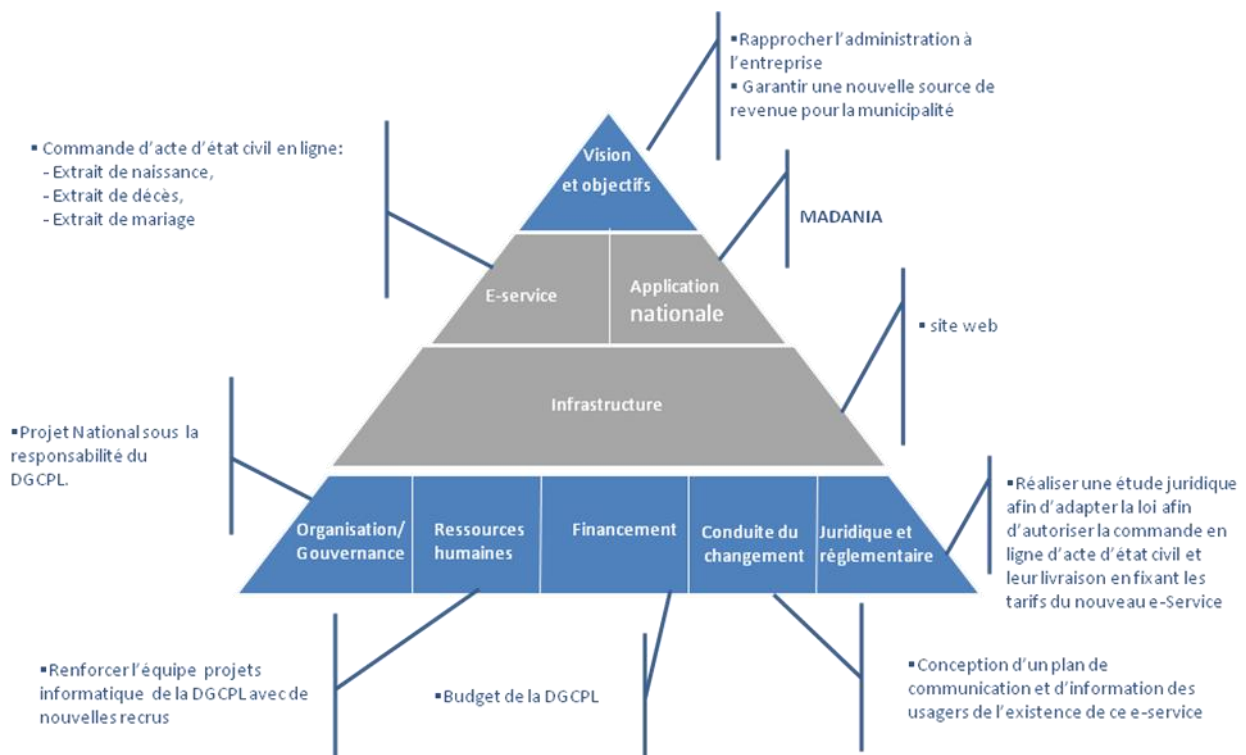 ▪Rapprocher l'administration à
l'entreprise
▪ Garantir une nouvelle source de
revenue pour la municipalité
▪ Commande d'acte d'état civil en ligne:
- Extrait de naissance,
- Extrait de décès,
- Extrait de mariage
Vision
et objectifs
MADANIA
E-service
Application
nationale
▪ site web
Infrastructure
▪Projet National sous la
responsabilité du
DGCPL.
Organisation/
Gouvernance
Ressources
humaines
Financement
Conduite du
changement
Juridique et
règlementaire
▪Réaliser une étude juridique
afin d'adapter la loi afin
d'autoriser la commande en
ligne d'acte d'état civil et
leur livraison en fixant les
tarifs du nouveau e-Service
▪Renforcer l'équipe projets
informatique de la DGCPL avec de
nouvelles recrus
▪Budget de la DGCPL
▪Conception d'un plan de
communication et d'information des
usagers de l'existence de ce e-service